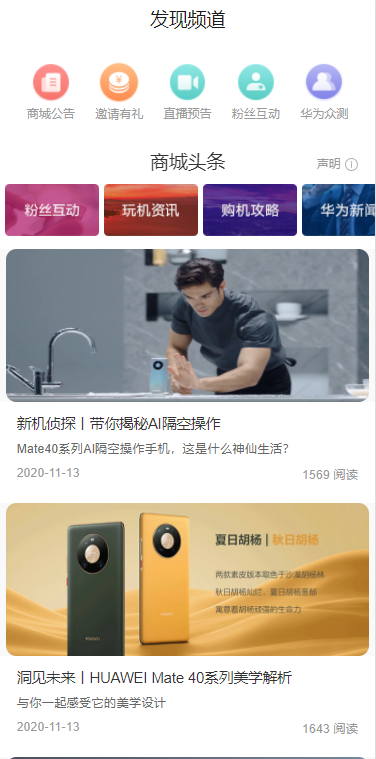 发现频道
商城公告
邀请有礼
直播预告
粉丝互动
华为众测
商城头条
声明
粉丝互动
玩机资讯
购机攻略
华为新闻
新机侦探丨带你揭秘AI隔空操作
Mate40系列AI隔空操作手机，这是什么神仙生活？
2020-11-13
1569 阅读
夏日胡杨 | 秋日胡杨
两款素皮版本取色于沙漠胡杨林
秋日胡杨灿烂、夏日胡杨葱郁
寓意着胡杨顽强的生命力
HUAWEI
洞见未来丨HUAWEI Mate 40系列美学解析
与你一起感受它的美学设计
2020-11-13
1643 阅读